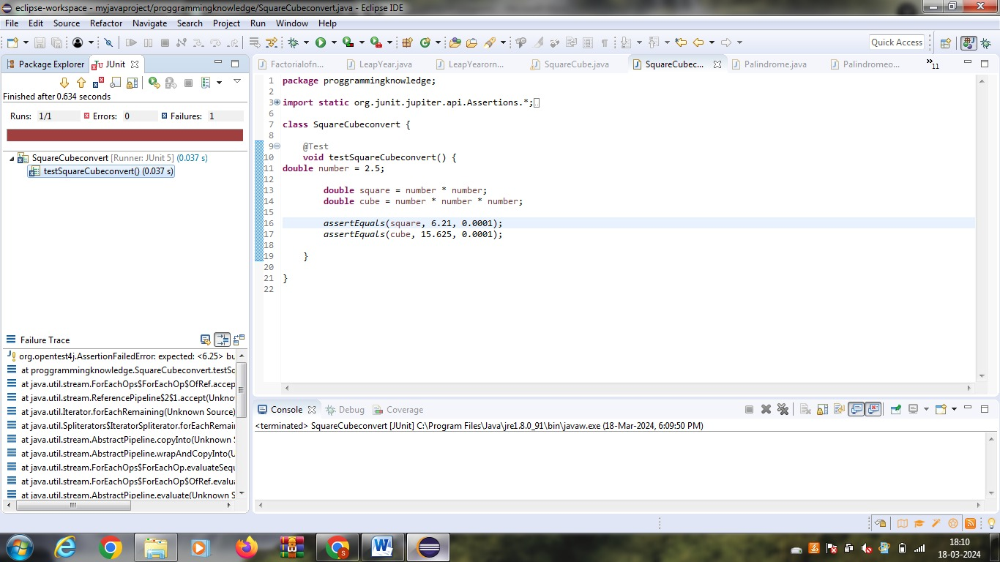 eclipse-workspace - myjavaproject/proggrammingknowledge/SquareCubeconvert.java - Eclipse IDE
File Edit Source Refactor Navigate Search Project Run Window Help
Quick Access
Package Explorer JUnit
Finished after 0.634 seconds
Runs: 1/1 Errors: 0 Failures: 1
SquareCubeconvert [Runner: JUnit 5] (0.037 s)
testSquareCubeconvert() (0.037 s)
Failure Trace
org.opentest4j.AssertionFailedError: expected: <6.25> bu
at proggrammingknowledge.SquareCubeconvert.testSq
at java.util.stream.ForEachOps$ForEachOp$OfRef.accep
at java.util.stream.ReferencePipeline$2$1.accept(Unknov
at java.util.Iterator.forEachRemaining(Unknown Source)
at java.util.Spliterators$IteratorSpliterator.forEachRemai
at java.util.stream.AbstractPipeline.copyInto(Unknown S
at java.util.stream.AbstractPipeline.wrapAndCopyInto(U
at java.util.stream.ForEachOps$ForEachOp.evaluateSequ
at java.util.stream.ForEachOps$ForEachOp$OfRef.evalua
at java.util.stream.AbstractPipeline.evaluate(Unknown S
Factorialofn... LeapYear.java LeapYearorn... SquareCube.java SquareCubec... Palindrome.java Palindromeo... »11
1 package proggrammingknowledge;
2
3 import static org.junit.jupiter.api.Assertions.*;
6
7 class SquareCubeconvert {
8
9 @Test
10 void testSquareCubeconvert() {
11 double number = 2.5;
12
13 double square = number * number;
14 double cube = number * number * number;
15
16 assertEquals(square, 6.21, 0.0001);
17 assertEquals(cube, 15.625, 0.0001);
18
19 }
20
21 }
22
Console Debug Coverage
<terminated> SquareCubeconvert [JUnit] C:\Program Files\Java\jre1.8.0_91\bin\javaw.exe (18-Mar-2024, 6:09:50 PM)
18:10
18-03-2024